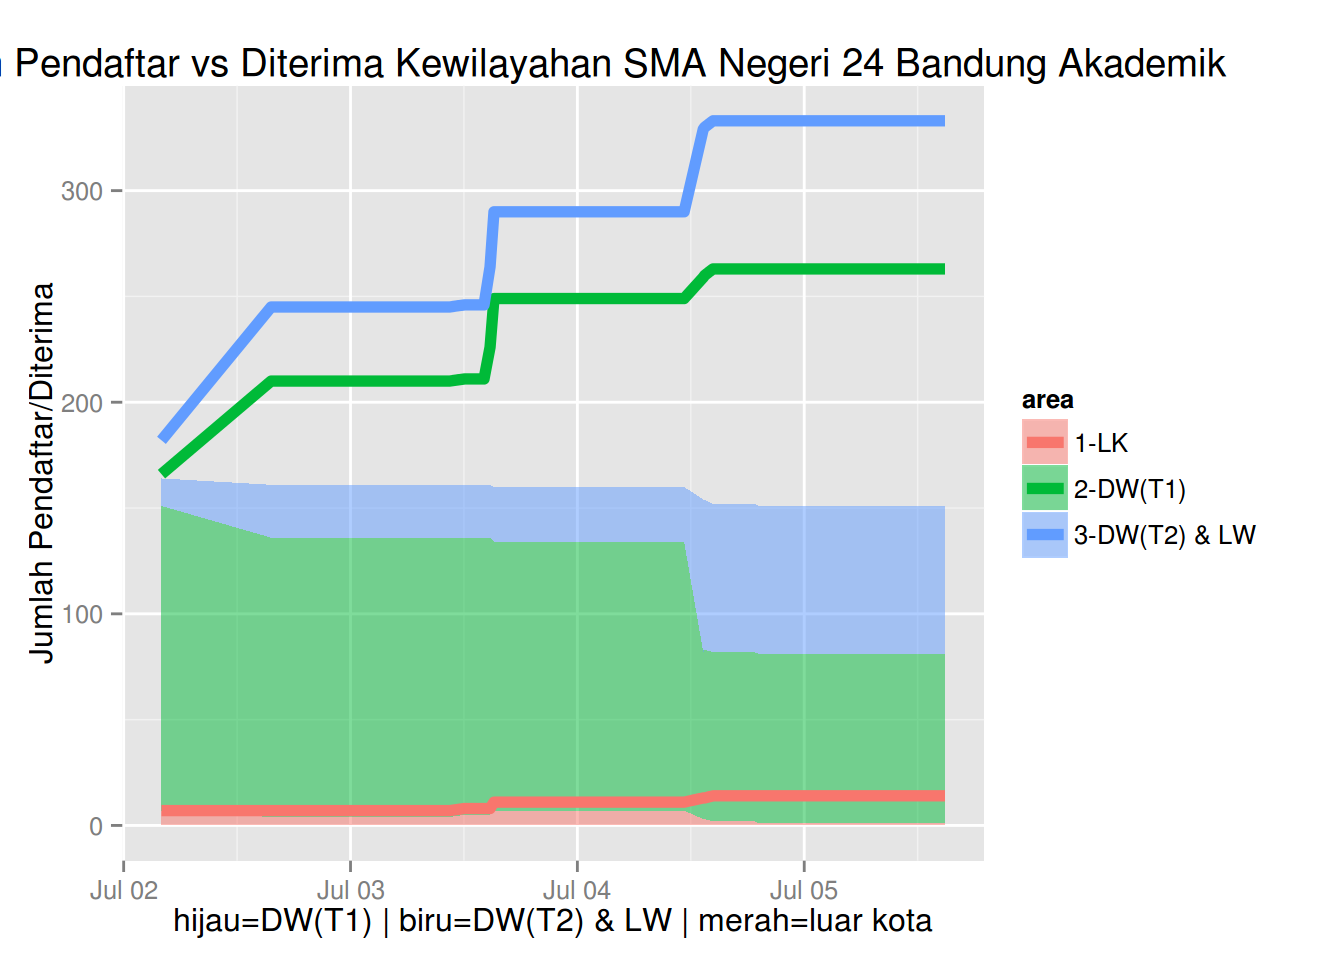 Pendaftar vs Diterima Kewilayahan SMA Negeri 24 Bandung Akademik
300
200
100
0
Jumlah Pendaftar/Diterima
Jul 02
Jul 03
Jul 04
Jul 05
hijau=DW(T1) | biru=DW(T2) & LW | merah=luar kota
area
1-LK
2-DW(T1)
3-DW(T2) & LW